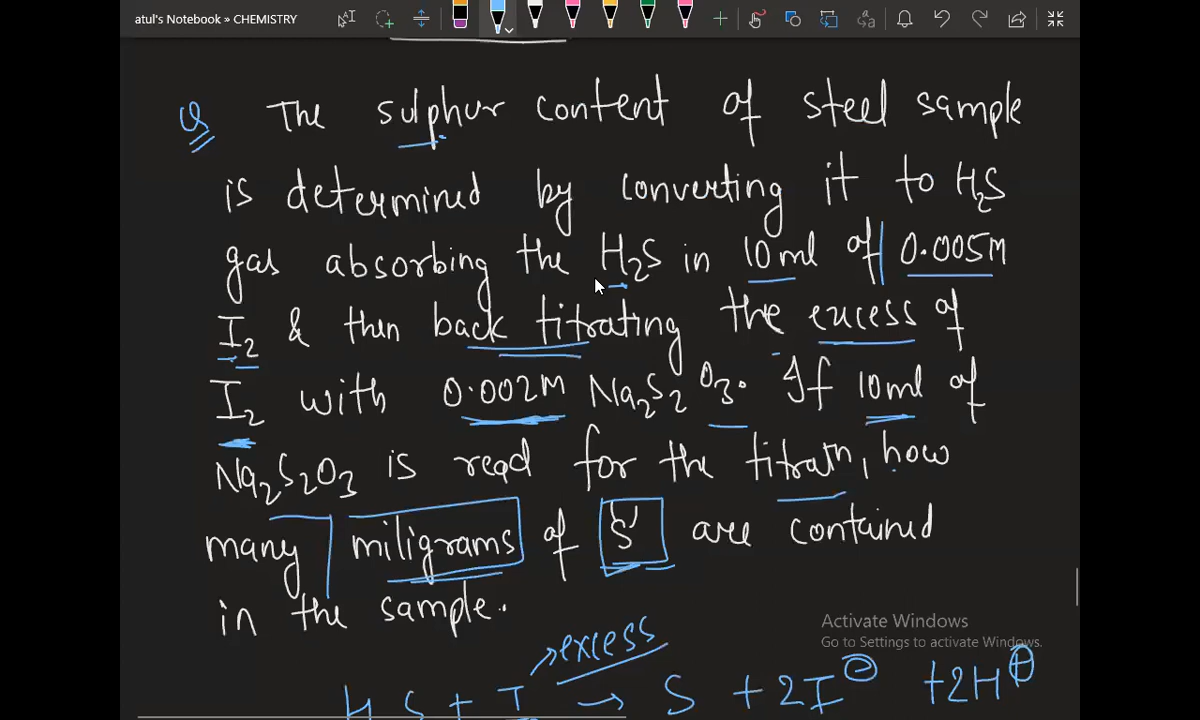 atul's Notebook » CHEMISTRY
Q The sulphur content of steel sample
is determined by converting it to H2S
gas absorbing the H2S in 10ml of 0.005M
I2 & then back titrating the excess of
I2 with 0.002M Na2S2O3. If 10ml of
Na2S2O3 is reqd for the titratn, how
many miligrams of 'S' are contained
in the sample.
Activate Windows
Go to Settings to activate Windows.
→ excess
H2S + I2 → S + 2I⊖ + 2H⊕